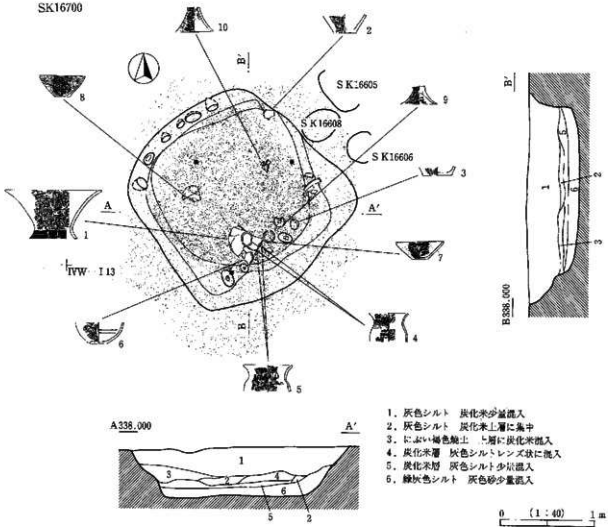 SK16700
10
2
B'
SK16605
8
SK16608
9
SK16606
3
A
A'
1
7
IVW I13
4
B
6
5
B'
5
2
1
6
3
B338.000
A338.000
A'
1
3
2
4
6
5
2
1. 灰色シルト 炭化米少量混入
2. 灰色シルト 炭化米上層に集中
3. にぶい褐色焼土 上層に炭化米混入
4. 炭化米層 灰色シルトレンズ状に混入
5. 炭化米層 灰色シルト少量混入
6. 緑灰色シルト 灰色砂少量混入
0 (1:40) 1m